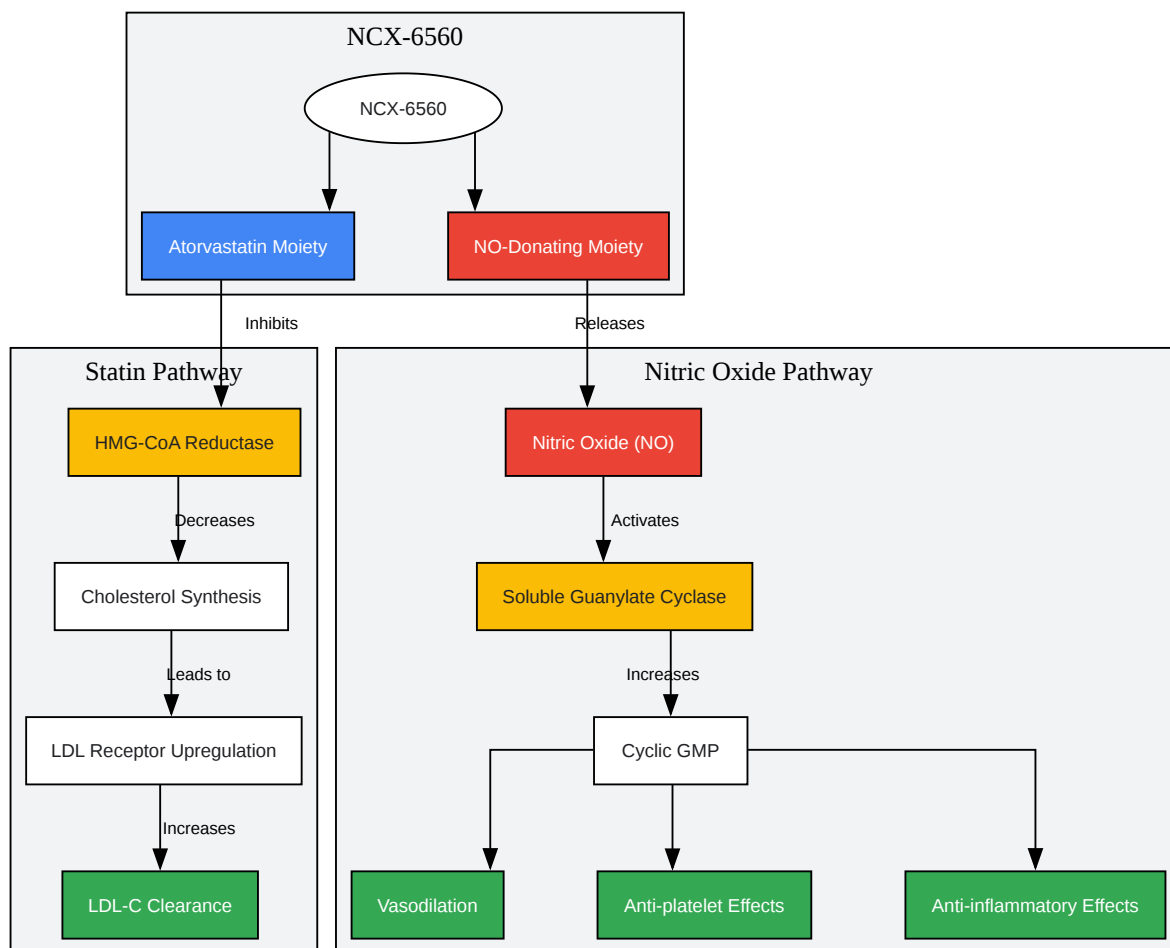 NCX-6560
NCX-6560
Atorvastatin Moiety
NO-Donating Moiety
Inhibits
Releases
Statin Pathway
Nitric Oxide Pathway
HMG-CoA Reductase
Nitric Oxide (NO)
Decreases
Activates
Cholesterol Synthesis
Soluble Guanylate Cyclase
Leads to
Increases
LDL Receptor Upregulation
Cyclic GMP
Increases
LDL-C Clearance
Vasodilation
Anti-platelet Effects
Anti-inflammatory Effects